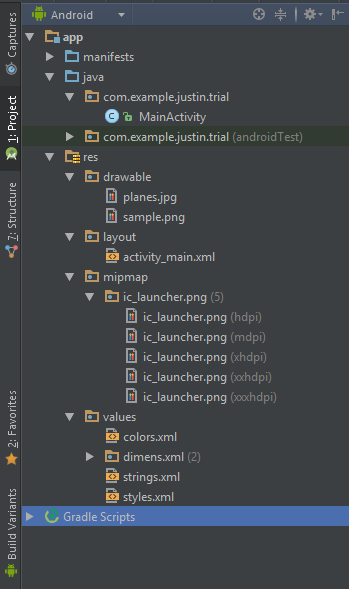 Captures
1: Project
7: Structure
2: Favorites
Build Variants
Android
app
manifests
java
com.example.justin.trial
MainActivity
com.example.justin.trial (androidTest)
res
drawable
planes.jpg
sample.png
layout
activity_main.xml
mipmap
ic_launcher.png (5)
ic_launcher.png (hdpi)
ic_launcher.png (mdpi)
ic_launcher.png (xhdpi)
ic_launcher.png (xxhdpi)
ic_launcher.png (xxxhdpi)
values
colors.xml
dimens.xml (2)
strings.xml
styles.xml
Gradle Scripts